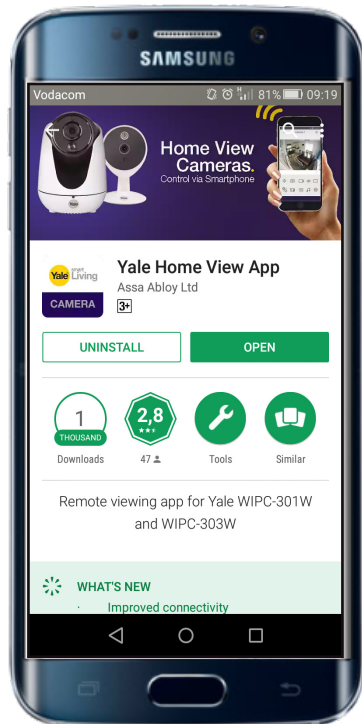 SAMSUNG
Vodacom
H
81%
09:19
Home View
Cameras.
Control via Smartphone
Yale smart Living
CAMERA
Yale Home View App
Assa Abloy Ltd
3+
UNINSTALL
OPEN
1
THOUSAND
2,8
Downloads
47
Tools
Similar
Remote viewing app for Yale WIPC-301W
and WIPC-303W
WHAT'S NEW
· Improved connectivity